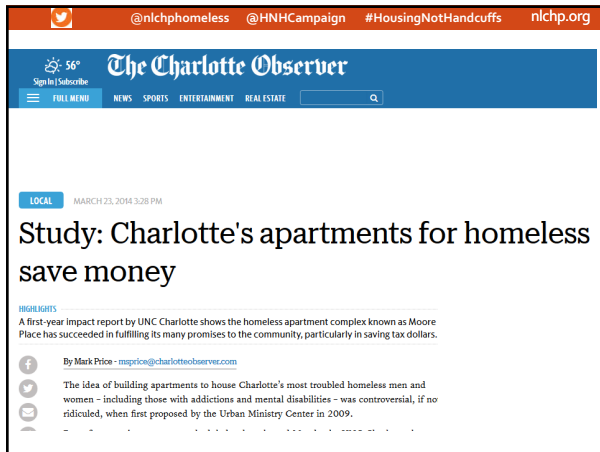 @nlchphomeless @HNHCampaign #HousingNotHandcuffs nlchp.org
56°
The Charlotte Observer
Sign In | Subscribe
FULL MENU NEWS SPORTS ENTERTAINMENT REAL ESTATE
LOCAL MARCH 23, 2014 3:28 PM
Study: Charlotte's apartments for homeless
save money
HIGHLIGHTS
A first-year impact report by UNC Charlotte shows the homeless apartment complex known as Moore
Place has succeeded in fulfilling its many promises to the community, particularly in saving tax dollars.
By Mark Price - msprice@charlotteobserver.com
The idea of building apartments to house Charlotte's most troubled homeless men and
women – including those with addictions and mental disabilities – was controversial, if
ridiculed, when first proposed by the Urban Ministry Center in 2009.